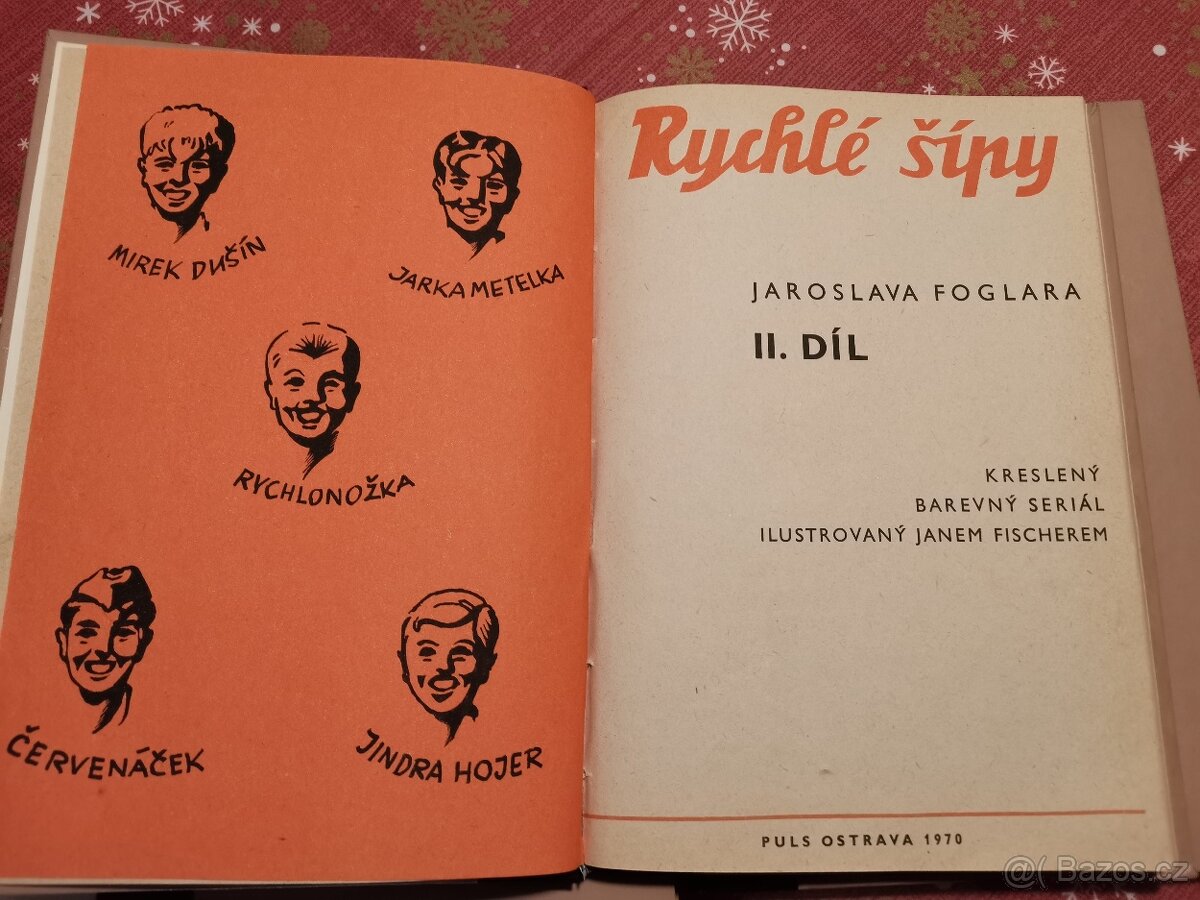 MIREK DUŠÍN
JARKA METELKA
RYCHLONOŽKA
ČERVENÁČEK
JINDRA HOJER
Rychlé šípy
JAROSLAVA FOGLARA
II. DÍL
KRESLENÝ
BAREVNÝ SERIÁL
ILUSTROVANÝ JANEM FISCHEREM
PULS OSTRAVA 1970
@( Bazos.cz